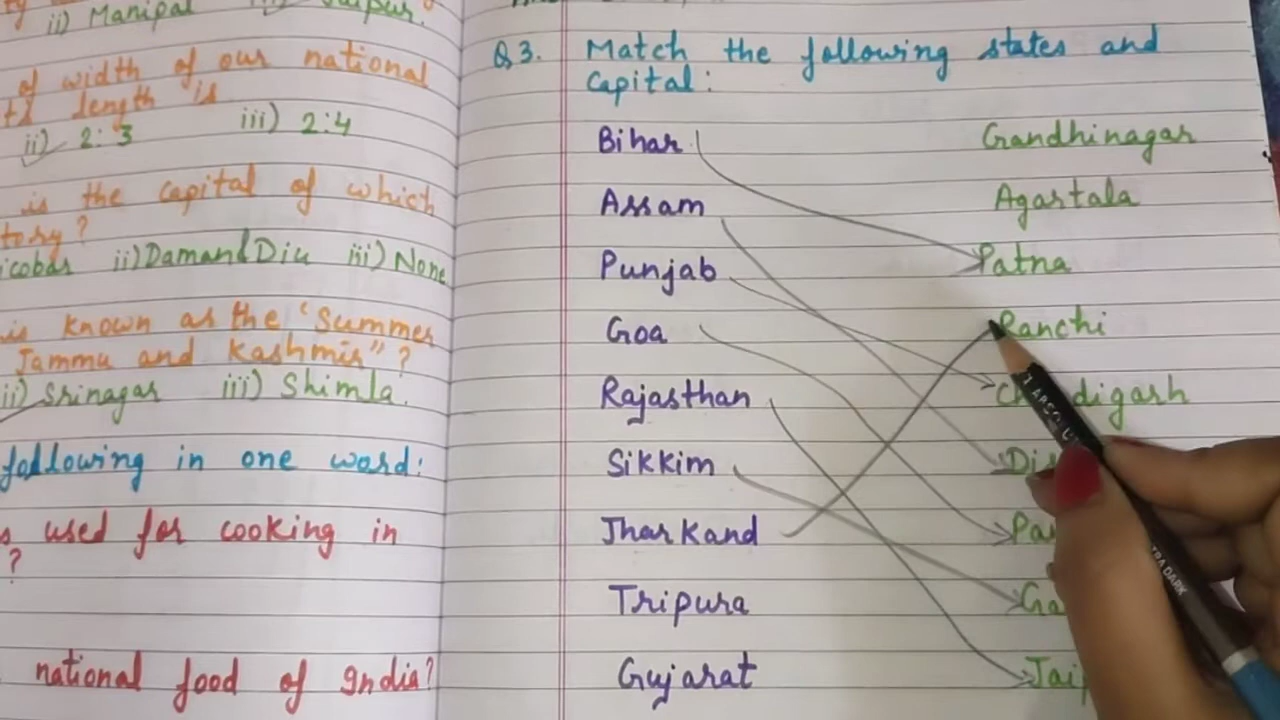 ii) Manipal iii) Jaipur.
of width of our national
length is
ii) 2:3 iii) 2:4
is the capital of which
tory?
icobar ii) Daman & Diu iii) None
is known as the "Summer
Jammu and Kashmir"?
ii) Srinagar iii) Shimla.
following in one word:
used for cooking in
?
national food of India?
Q3. Match the following states and
Capital:
Bihar Gandhinagar
Assam Agartala
Punjab Patna
Goa Ranchi
Rajasthan
Sikkim
Jharkand
Tripura
Gujarat